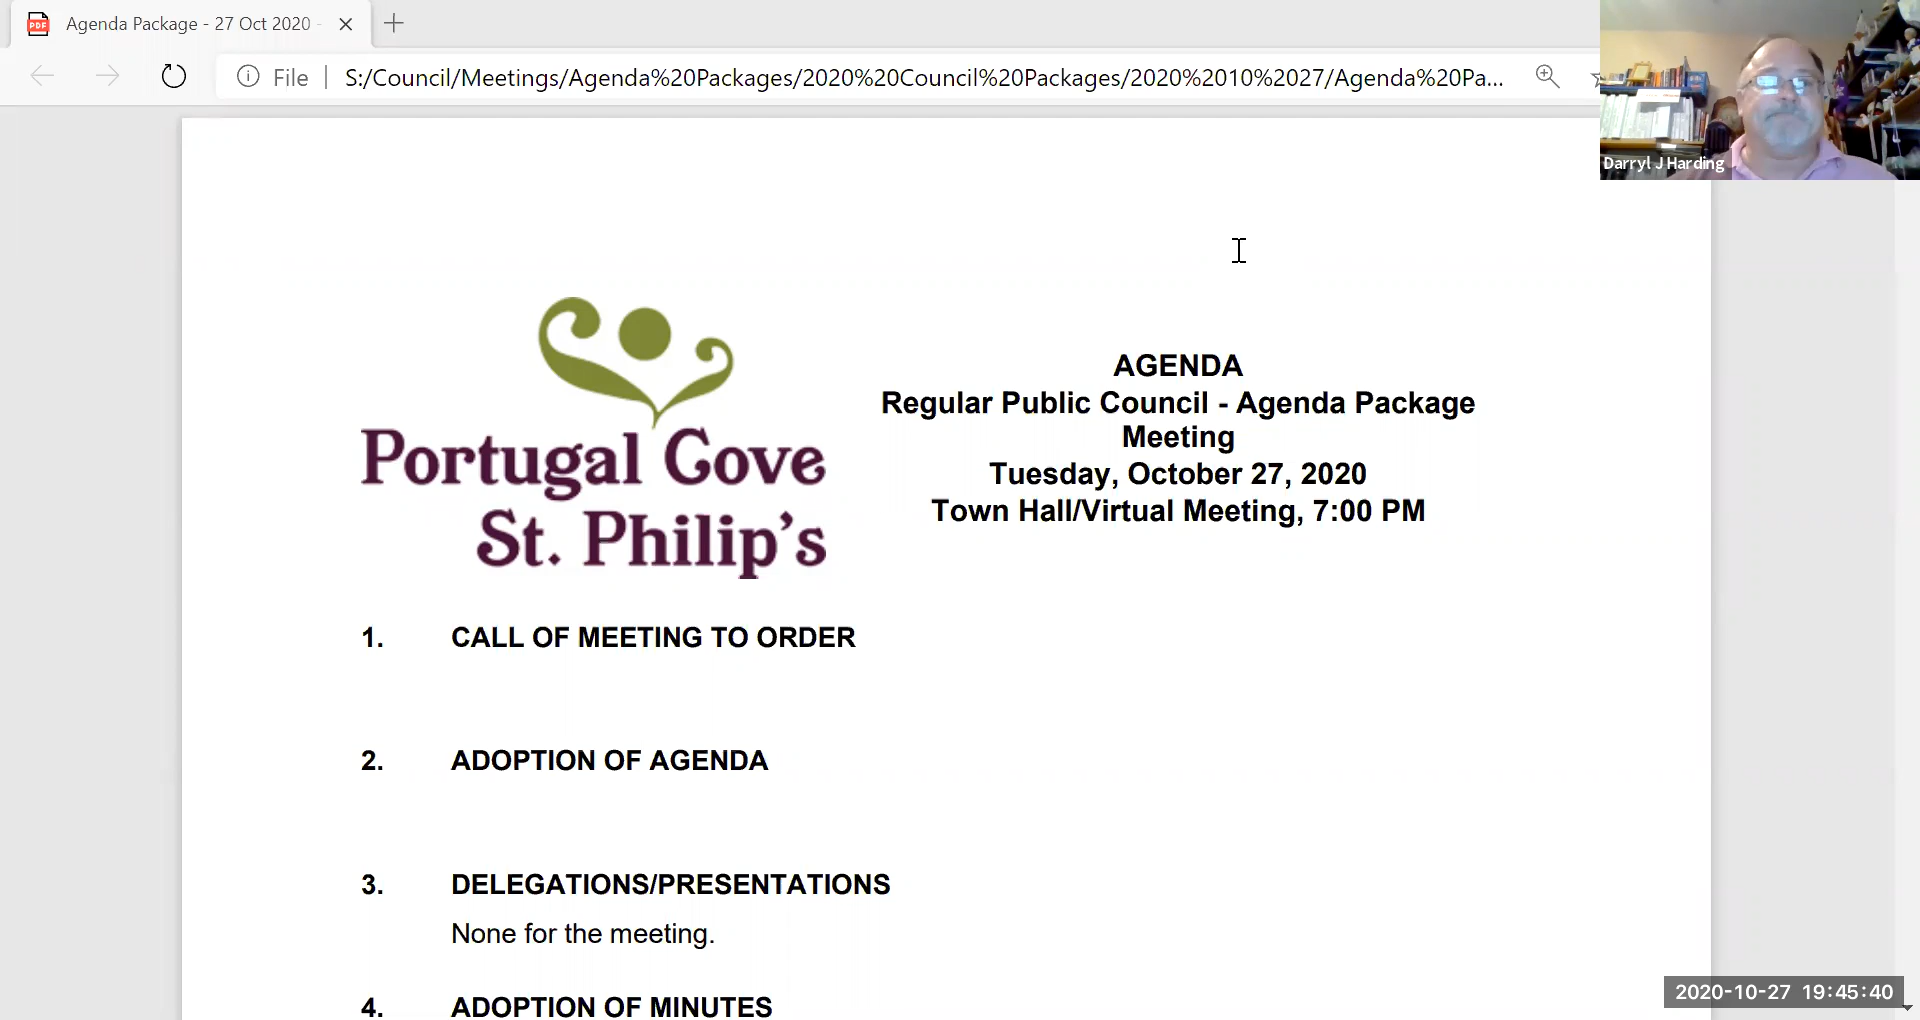 Agenda Package - 27 Oct 2020 -
File
S:/Council/Meetings/Agenda%20Packages/2020%20Council%20Packages/2020%2010%2027/Agenda%20Pa...
Darryl J Harding
Portugal Cove
St. Philip's
AGENDA
Regular Public Council - Agenda Package
Meeting
Tuesday, October 27, 2020
Town Hall/Virtual Meeting, 7:00 PM
1. CALL OF MEETING TO ORDER
2. ADOPTION OF AGENDA
3. DELEGATIONS/PRESENTATIONS
None for the meeting.
4. ADOPTION OF MINUTES
2020-10-27 19:45:40